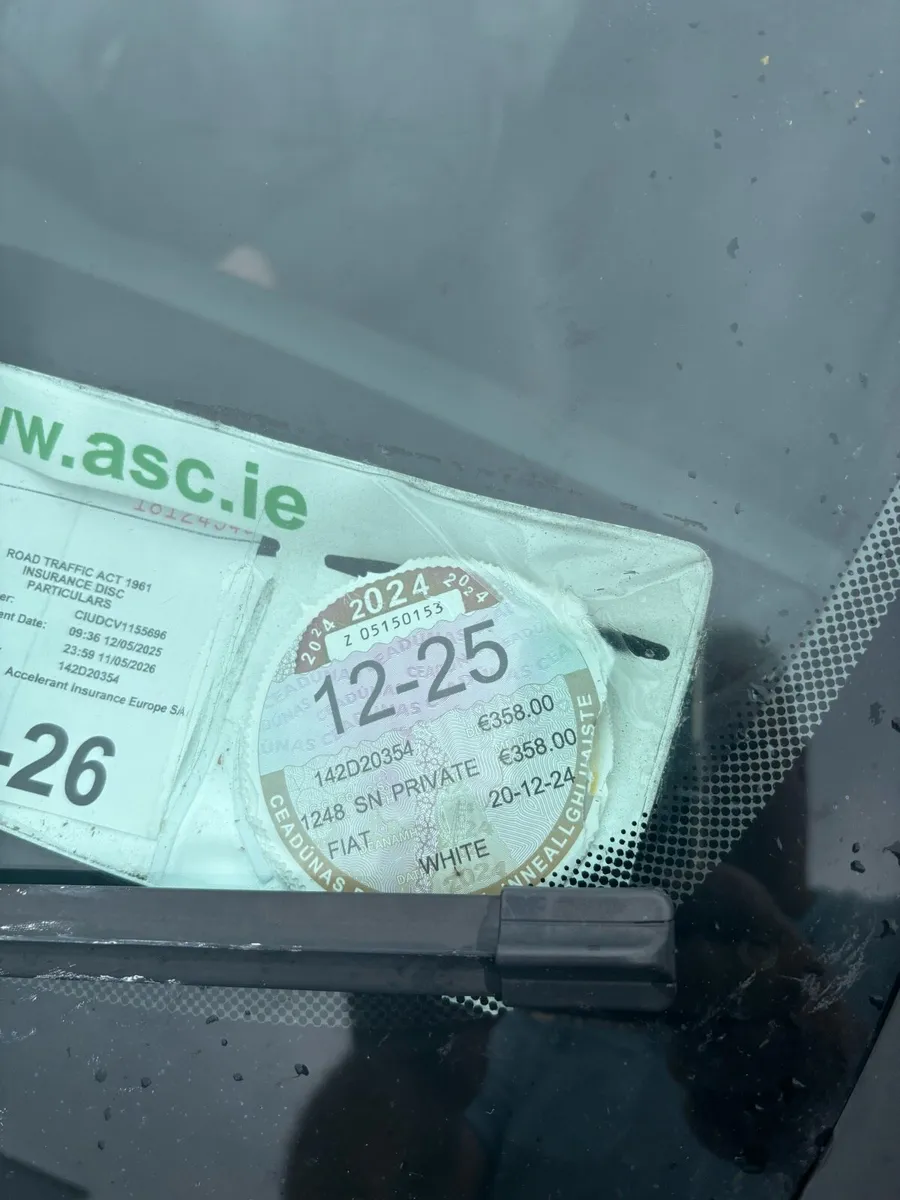 w.asc.ie
ROAD TRAFFIC ACT 1961
INSURANCE DISC
PARTICULARS
CIUDCV1155696
09:36 12/05/2025
23:59 11/05/2026
142D20354
Accelerant Insurance Europe SA
-26
2024 2024 2024
Z 05150153
12-25
142D20354 €358.00
1248 SN PRIVATE €358.00
FIAT 20-12-24
WHITE
2024
CEADÚNAS